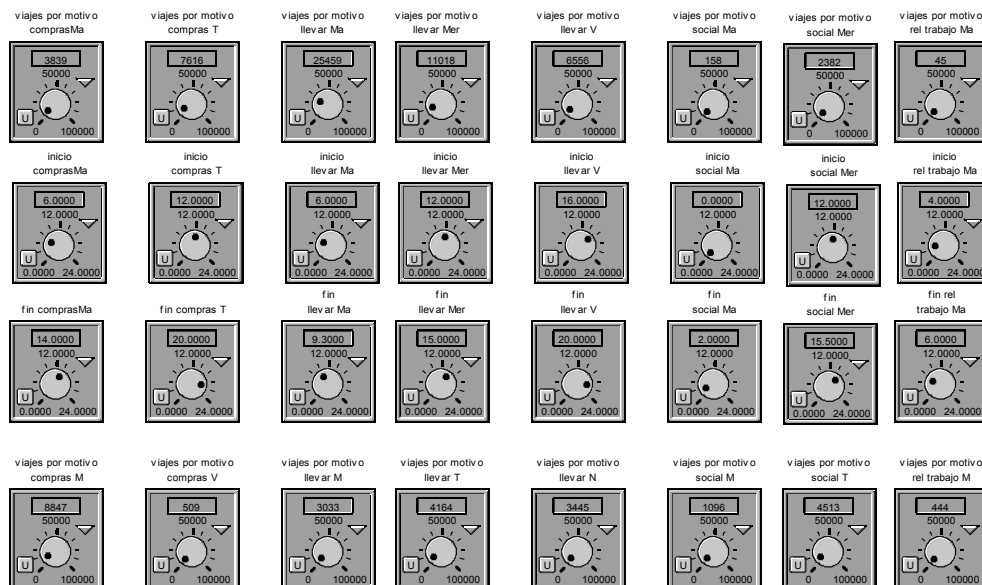 viajes por motivo
comprasMa
viajes por motivo
compras T
viajes por motivo
llevar Ma
viajes por motivo
llevar Mer
viajes por motivo
llevar V
viajes por motivo
social Ma
viajes por motivo
social Mer
viajes por motivo
rel trabajo Ma
3839
50000
U
0 100000
7616
50000
U
0 100000
25459
50000
U
0 100000
11018
50000
U
0 100000
6556
50000
U
0 100000
158
50000
U
0 100000
2382
50000
U
0 100000
45
50000
U
0 100000
inicio
comprasMa
inicio
compras T
inicio
llevar Ma
inicio
llevar Mer
inicio
llevar V
inicio
social Ma
inicio
social Mer
inicio
rel trabajo Ma
6.0000
12.0000
U
0.0000 24.0000
12.0000
12.0000
U
0.0000 24.0000
6.0000
12.0000
U
0.0000 24.0000
12.0000
12.0000
U
0.0000 24.0000
16.0000
12.0000
U
0.0000 24.0000
0.0000
12.0000
U
0.0000 24.0000
12.0000
12.0000
U
0.0000 24.0000
4.0000
12.0000
U
0.0000 24.0000
fin comprasMa
fin compras T
fin
llevar Ma
fin
llevar Mer
fin
llevar V
fin
social Ma
fin
social Mer
fin rel
trabajo Ma
14.0000
12.0000
U
0.0000 24.0000
20.0000
12.0000
U
0.0000 24.0000
9.3000
12.0000
U
0.0000 24.0000
15.0000
12.0000
U
0.0000 24.0000
20.0000
12.0000
U
0.0000 24.0000
2.0000
12.0000
U
0.0000 24.0000
15.5000
12.0000
U
0.0000 24.0000
6.0000
12.0000
U
0.0000 24.0000
viajes por motivo
compras M
viajes por motivo
compras V
viajes por motivo
llevar M
viajes por motivo
llevar T
viajes por motivo
llevar N
viajes por motivo
social M
viajes por motivo
social T
viajes por motivo
rel trabajo M
8847
50000
U
0 100000
509
50000
U
0 100000
3033
50000
U
0 100000
4164
50000
U
0 100000
3445
50000
U
0 100000
1096
50000
U
0 100000
4513
50000
U
0 100000
444
50000
U
0 100000